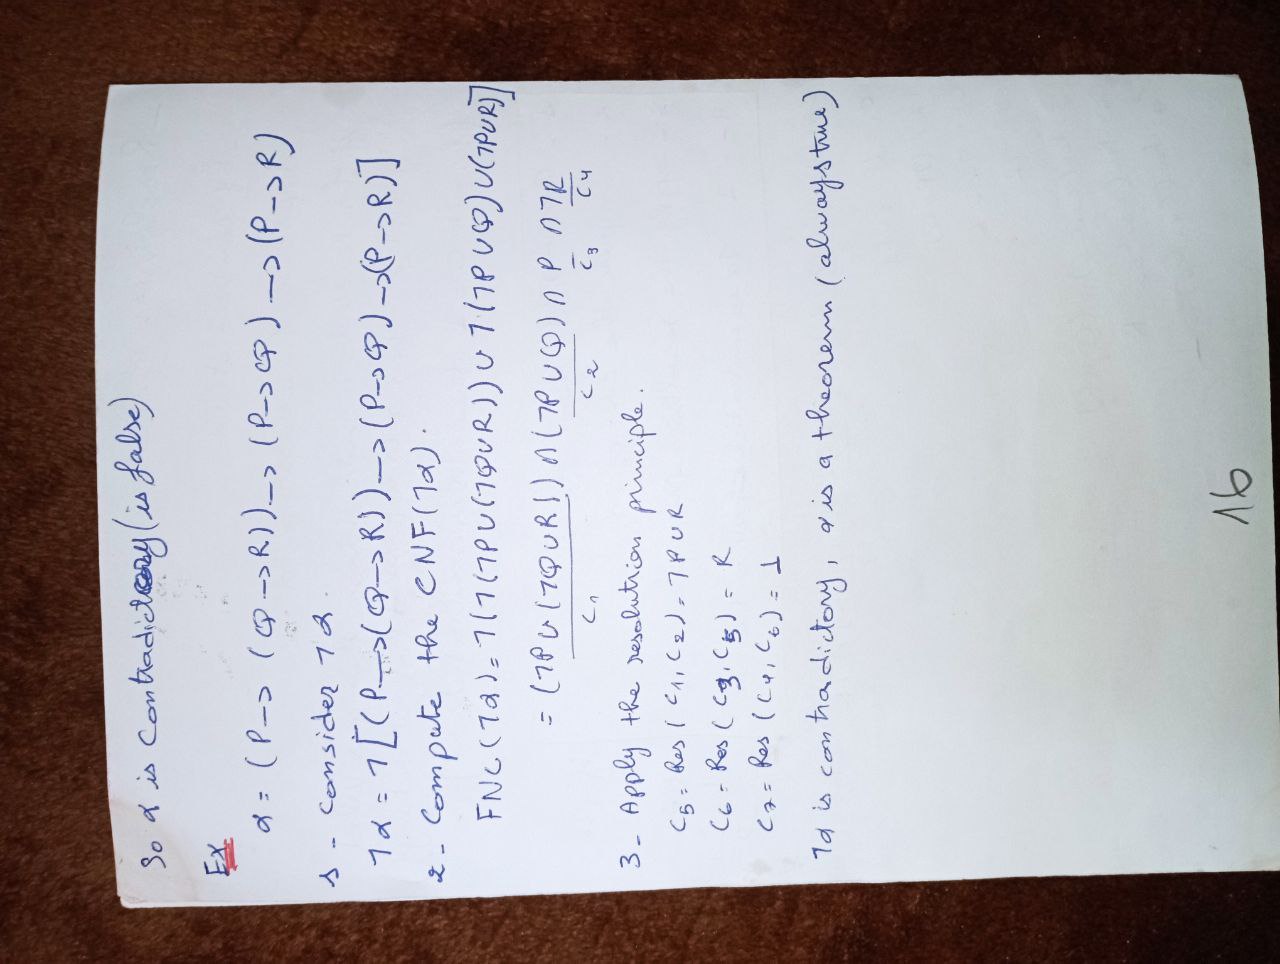 So α is contradictory (is false)
Ex
α = (P → (Q → R)) → (P → Q) → (P → R)
1 - Consider ¬α.
¬α = ¬[(P → (Q → R)) → (P → Q) → (P → R)]
2 - Compute the CNF(¬α).
FNC(¬α) = ¬(¬(¬P ∪ (¬Q ∪ R)) ∪ ¬(¬P ∪ Q) ∪ (¬P ∪ R)]
= (¬P ∪ (¬Q ∪ R)) ∩ (¬P ∪ Q) ∩ P ∩ ¬R
C1 C2 C3 C4
3 - Apply the resolution principle.
C5 = Res (C1, C2) = ¬P ∪ R
C6 = Res (C3, C5) = R
C7 = Res (C4, C6) = ⊥
¬α is contradictory, α is a theorem (always true)
16